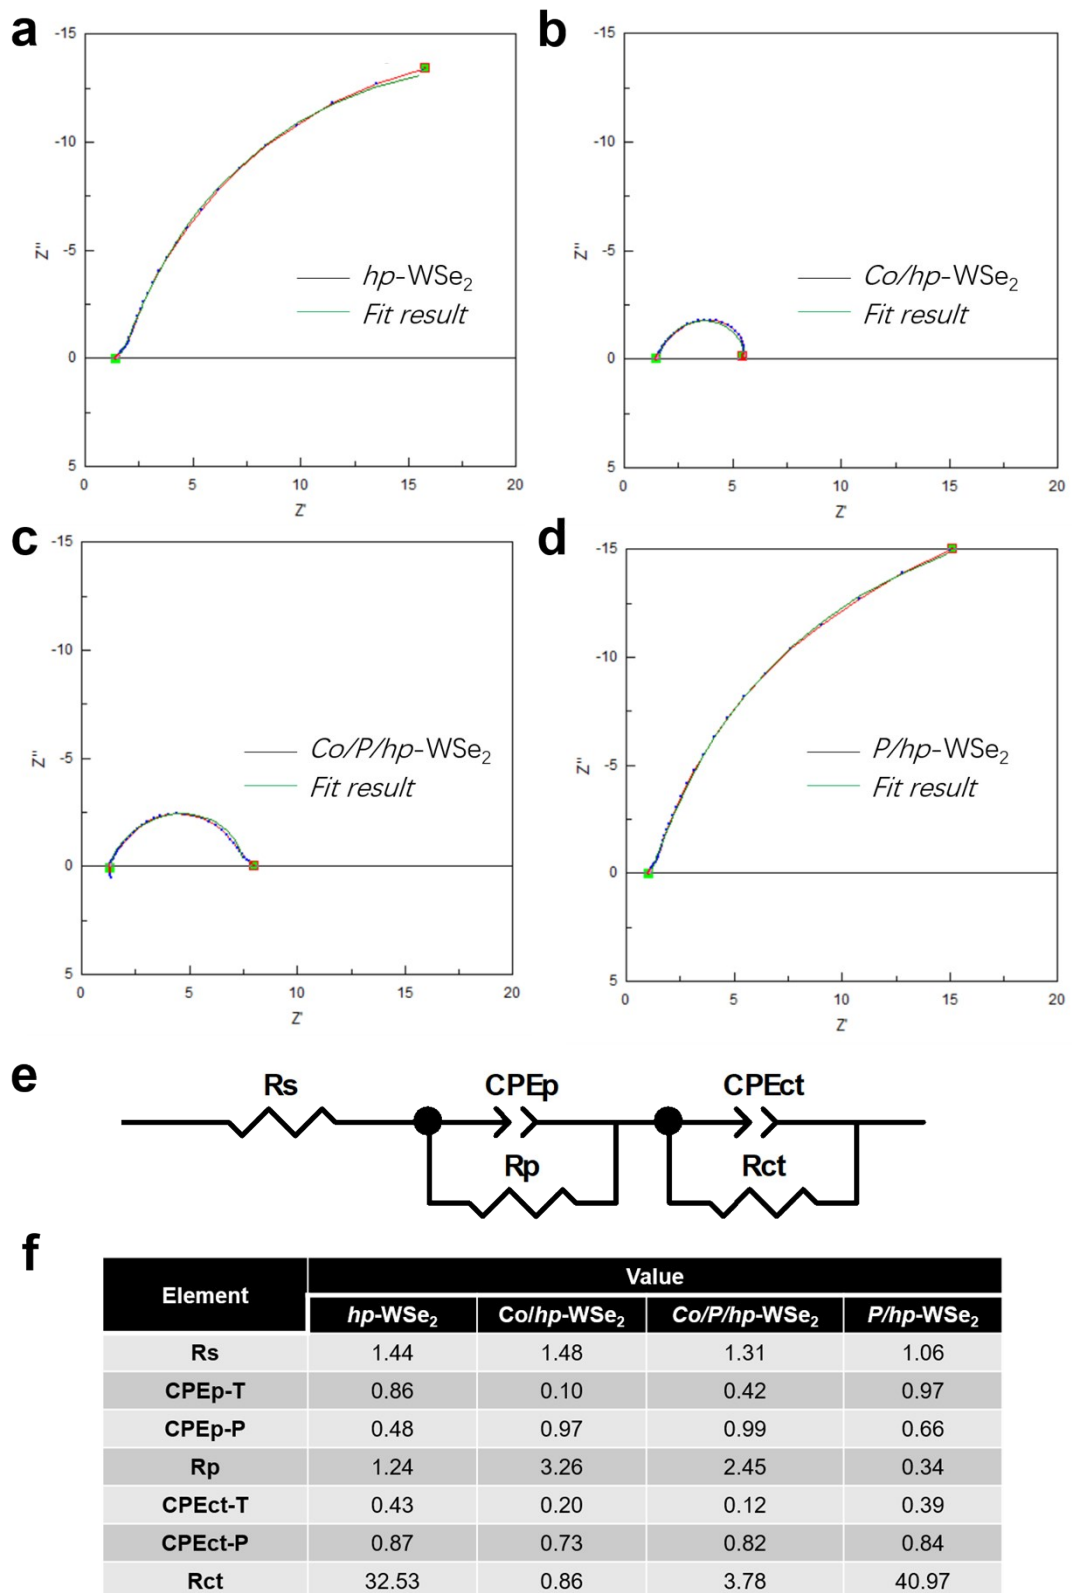 a
-15
-10
-5
0
5
Z''
0 5 10 15 20
Z'
hp-WSe₂
Fit result
b
-15
-10
-5
0
5
Z''
0 5 10 15 20
Z'
Co/hp-WSe₂
Fit result
c
-15
-10
-5
0
5
Z''
0 5 10 15 20
Z'
Co/P/hp-WSe₂
Fit result
d
-15
-10
-5
0
5
Z''
0 5 10 15 20
Z'
P/hp-WSe₂
Fit result
e
Rs CPEp CPEct
Rp Rct
f
Element Value
hp-WSe₂ Co/hp-WSe₂ Co/P/hp-WSe₂ P/hp-WSe₂
Rs 1.44 1.48 1.31 1.06
CPEp-T 0.86 0.10 0.42 0.97
CPEp-P 0.48 0.97 0.99 0.66
Rp 1.24 3.26 2.45 0.34
CPEct-T 0.43 0.20 0.12 0.39
CPEct-P 0.87 0.73 0.82 0.84
Rct 32.53 0.86 3.78 40.97